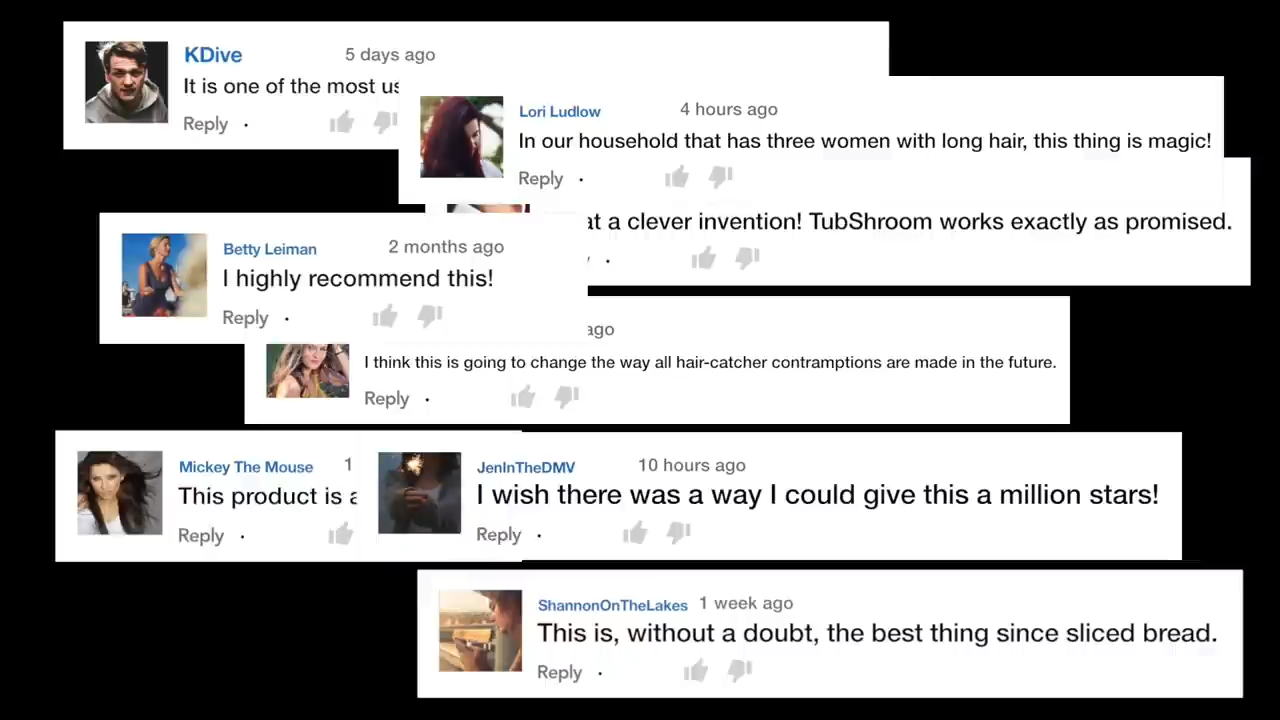 KDive 5 days ago
It is one of the most us
Reply ·
Lori Ludlow 4 hours ago
In our household that has three women with long hair, this thing is magic!
Reply ·
at a clever invention! TubShroom works exactly as promised.
Betty Leiman 2 months ago
I highly recommend this!
Reply ·
ago
I think this is going to change the way all hair-catcher contramptions are made in the future.
Reply ·
Mickey The Mouse 1
This product is a
Reply ·
JenInTheDMV 10 hours ago
I wish there was a way I could give this a million stars!
Reply ·
ShannonOnTheLakes 1 week ago
This is, without a doubt, the best thing since sliced bread.
Reply ·